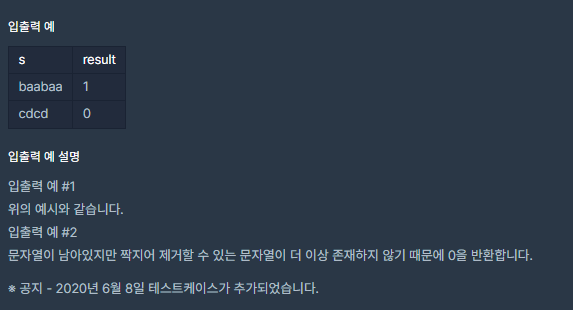 입출력 예
s result
baabaa 1
cdcd 0
입출력 예 설명
입출력 예 #1
위의 예시와 같습니다.
입출력 예 #2
문자열이 남아있지만 짝지어 제거할 수 있는 문자열이 더 이상 존재하지 않기 때문에 0을 반환합니다.
※ 공지 - 2020년 6월 8일 테스트케이스가 추가되었습니다.